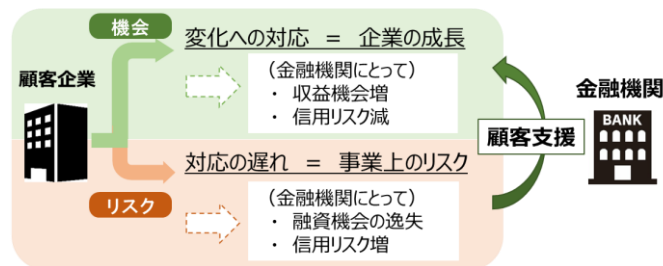 機会
変化への対応 = 企業の成長
顧客企業
(金融機関にとって)
・ 収益機会増
・ 信用リスク減
金融機関
BANK
顧客支援
対応の遅れ = 事業上のリスク
リスク
(金融機関にとって)
・ 融資機会の逸失
・ 信用リスク増